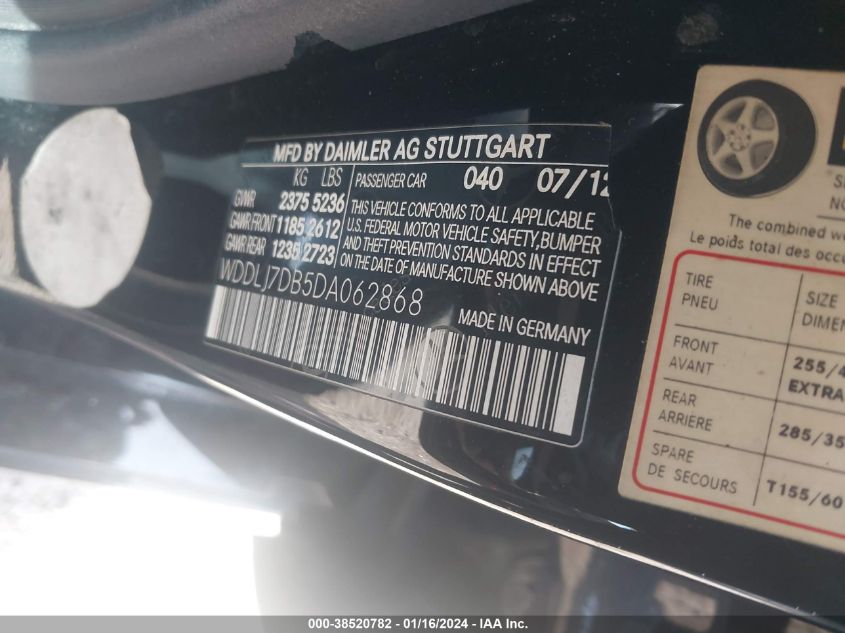 MFD BY DAIMLER AG STUTTGART
KG LBS
GVWR 2375 5236
GAWR FRONT 1185 2612
GAWR REAR 1235 2723
PASSENGER CAR 040 07/12
THIS VEHICLE CONFORMS TO ALL APPLICABLE
U.S. FEDERAL MOTOR VEHICLE SAFETY, BUMPER
AND THEFT PREVENTION STANDARDS IN EFFECT
ON THE DATE OF MANUFACTURE SHOWN ABOVE
WDDLJ7DB5DA062868
MADE IN GERMANY
The combined
Le poids total des
TIRE
PNEU
SIZE
FRONT
AVANT
255/4
EXTRA
REAR
ARRIÈRE
285/35
SPARE
DE SECOURS
T155/60
000-38520782 - 01/16/2024 - IAA Inc.